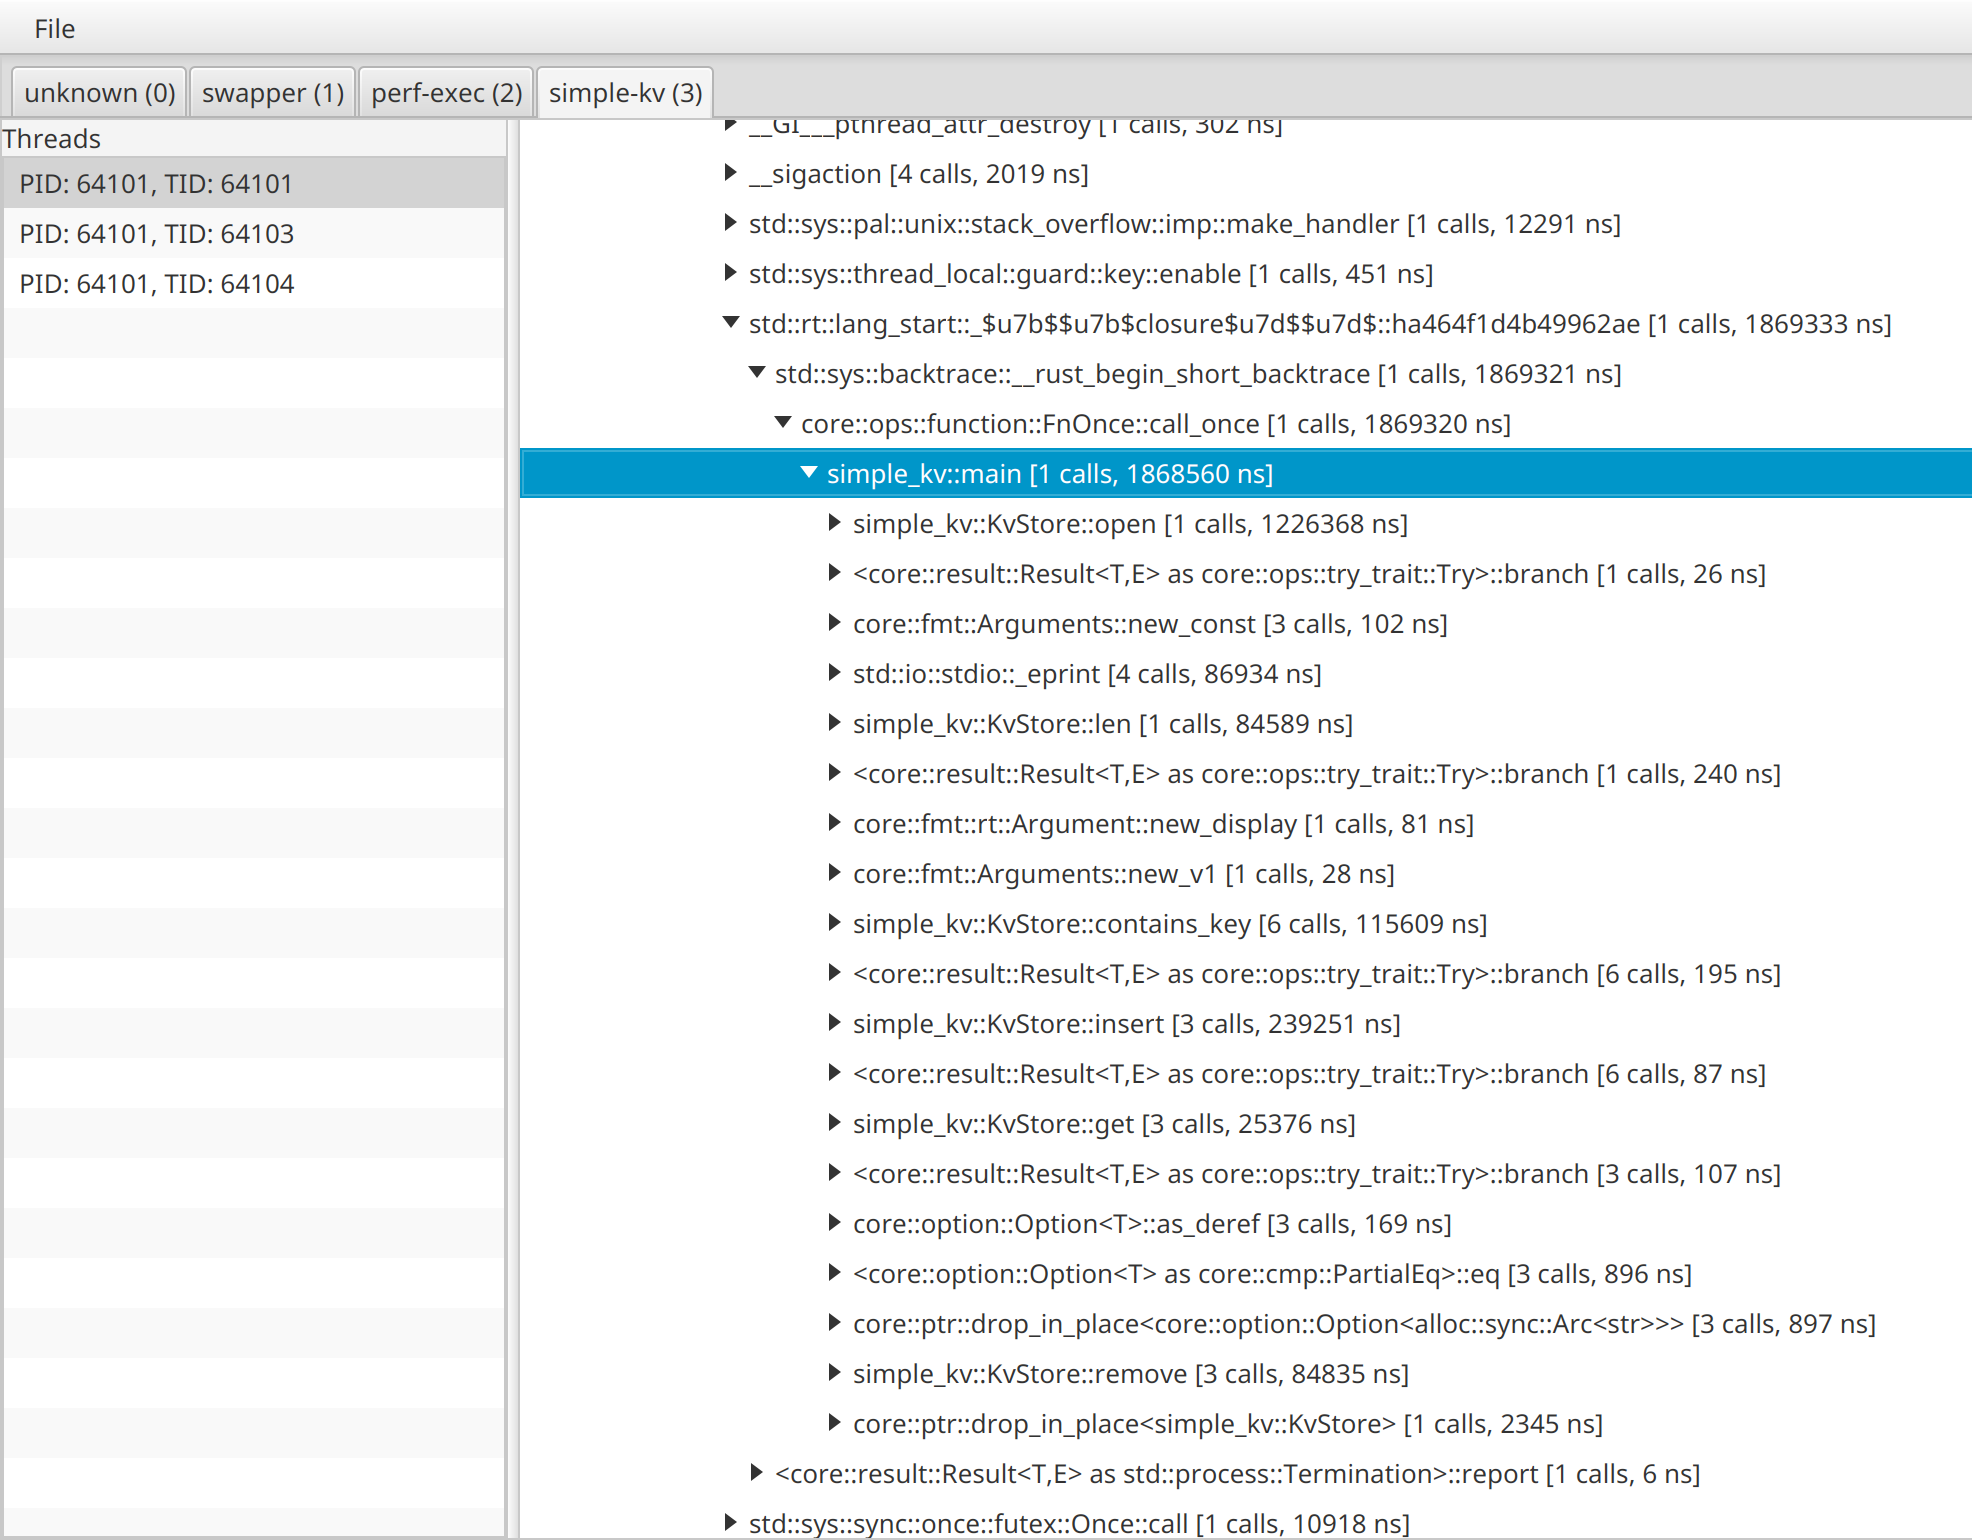 File
unknown (0) swapper (1) perf-exec (2) simple-kv (3)
Threads
PID: 64101, TID: 64101
PID: 64101, TID: 64103
PID: 64101, TID: 64104
__GI___pthread_attr_destroy [1 calls, 302 ns]
__sigaction [4 calls, 2019 ns]
std::sys::pal::unix::stack_overflow::imp::make_handler [1 calls, 12291 ns]
std::sys::thread_local::guard::key::enable [1 calls, 451 ns]
std::rt::lang_start::_$u7b$$u7b$closure$u7d$$u7d$::ha464f1d4b49962ae [1 calls, 1869333 ns]
std::sys::backtrace::__rust_begin_short_backtrace [1 calls, 1869321 ns]
core::ops::function::FnOnce::call_once [1 calls, 1869320 ns]
simple_kv::main [1 calls, 1868560 ns]
simple_kv::KvStore::open [1 calls, 1226368 ns]
<core::result::Result<T,E> as core::ops::try_trait::Try>::branch [1 calls, 26 ns]
core::fmt::Arguments::new_const [3 calls, 102 ns]
std::io::stdio::_eprint [4 calls, 86934 ns]
simple_kv::KvStore::len [1 calls, 84589 ns]
<core::result::Result<T,E> as core::ops::try_trait::Try>::branch [1 calls, 240 ns]
core::fmt::rt::Argument::new_display [1 calls, 81 ns]
core::fmt::Arguments::new_v1 [1 calls, 28 ns]
simple_kv::KvStore::contains_key [6 calls, 115609 ns]
<core::result::Result<T,E> as core::ops::try_trait::Try>::branch [6 calls, 195 ns]
simple_kv::KvStore::insert [3 calls, 239251 ns]
<core::result::Result<T,E> as core::ops::try_trait::Try>::branch [6 calls, 87 ns]
simple_kv::KvStore::get [3 calls, 25376 ns]
<core::result::Result<T,E> as core::ops::try_trait::Try>::branch [3 calls, 107 ns]
core::option::Option<T>::as_deref [3 calls, 169 ns]
<core::option::Option<T> as core::cmp::PartialEq>::eq [3 calls, 896 ns]
core::ptr::drop_in_place<core::option::Option<alloc::sync::Arc<str>>> [3 calls, 897 ns]
simple_kv::KvStore::remove [3 calls, 84835 ns]
core::ptr::drop_in_place<simple_kv::KvStore> [1 calls, 2345 ns]
<core::result::Result<T,E> as std::process::Termination>::report [1 calls, 6 ns]
std::sys::sync::once::futex::Once::call [1 calls, 10918 ns]